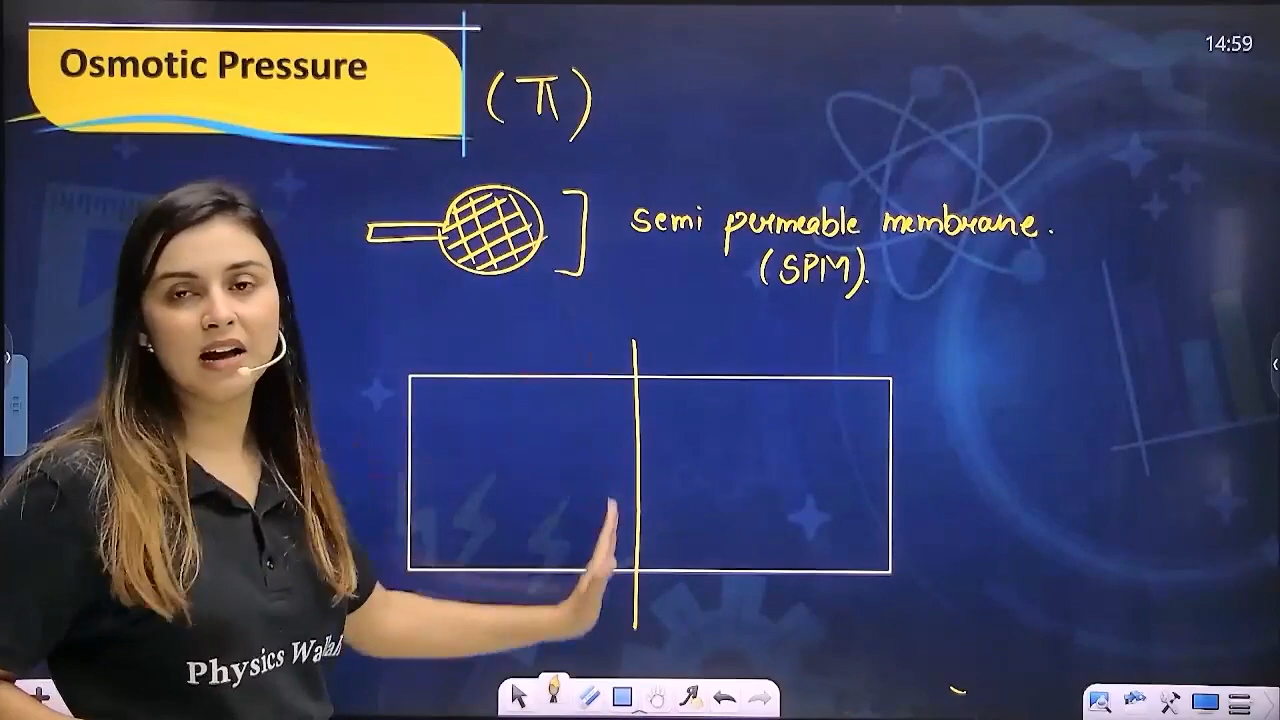 14:59
Osmotic Pressure
(π)
Semi permeable membrane.
(SPM).
Physics Wallah